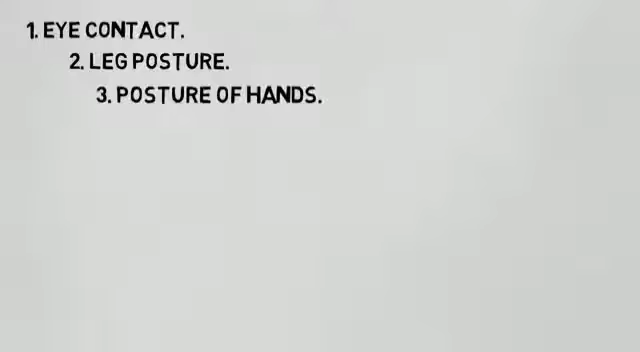 1. EYE CONTACT.
2. LEG POSTURE.
3. POSTURE OF HANDS.